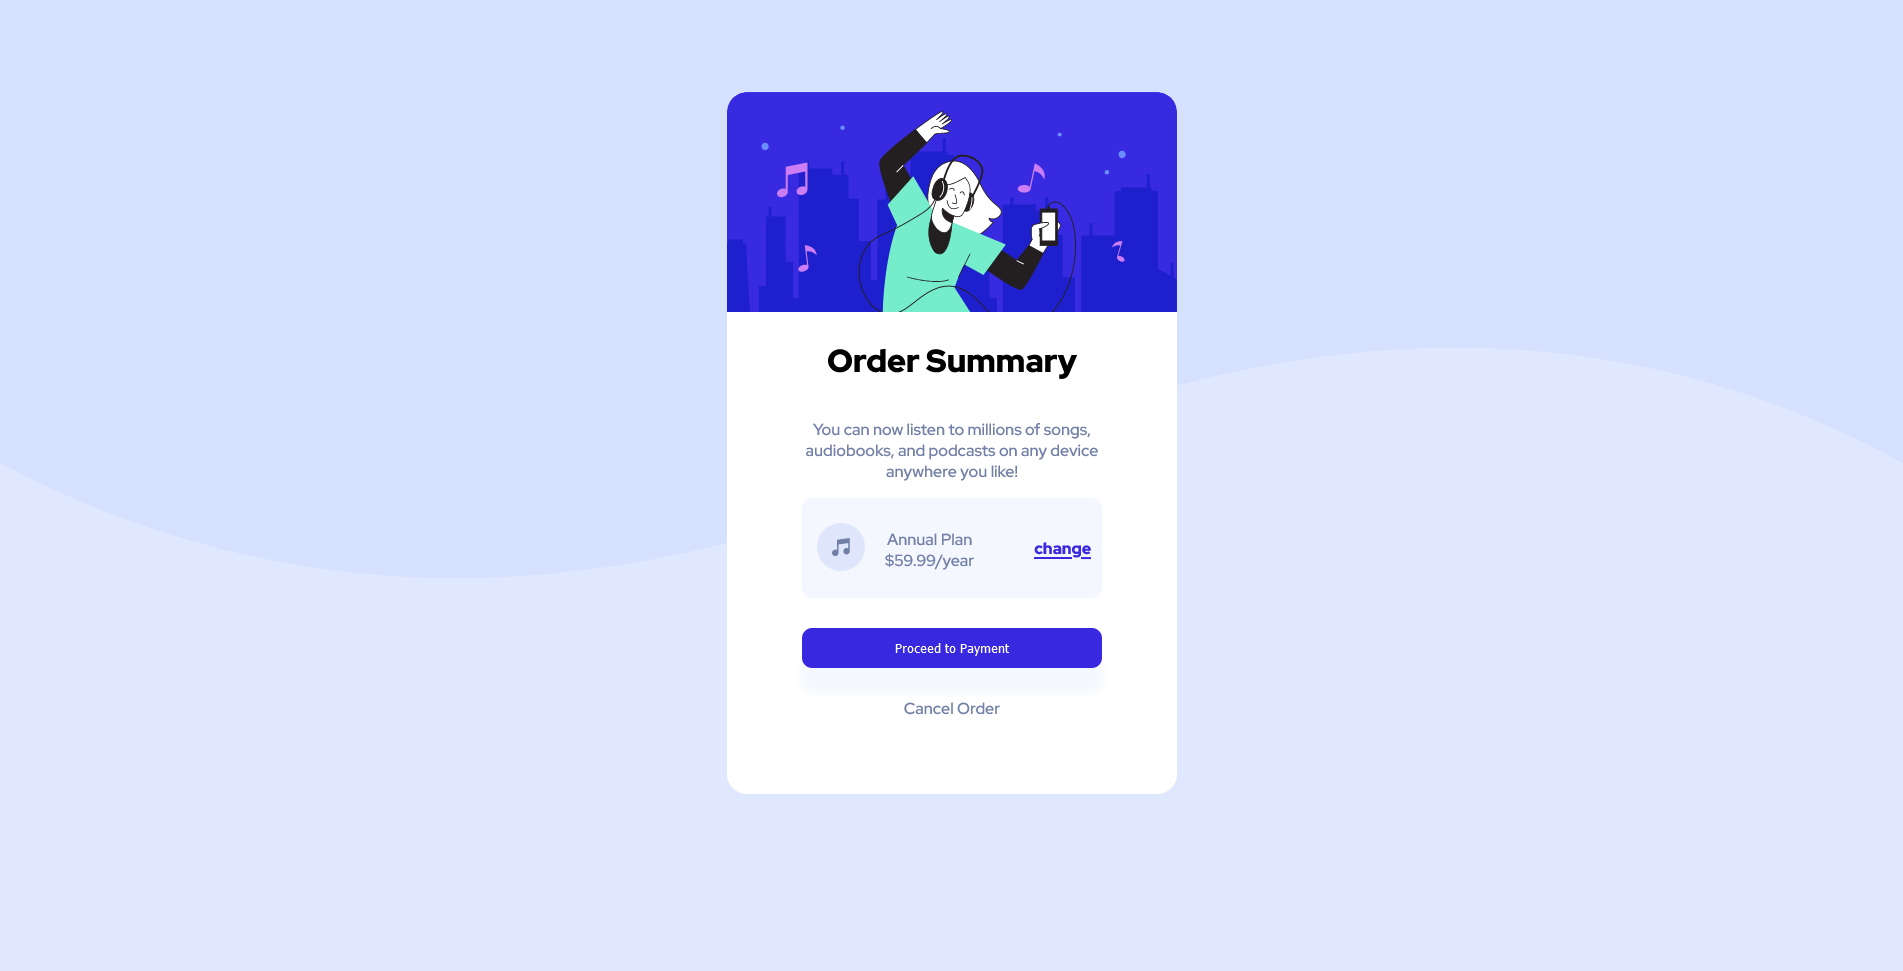 Order Summary
You can now listen to millions of songs,
audiobooks, and podcasts on any device
anywhere you like!
Annual Plan
$59.99/year
change
Proceed to Payment
Cancel Order